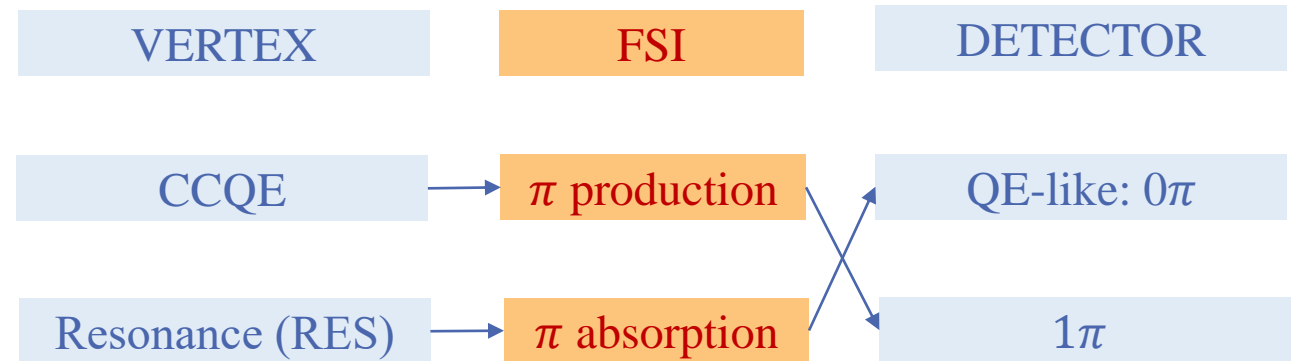 VERTEX FSI DETECTOR
CCQE π production QE-like: 0π
Resonance (RES) π absorption 1π